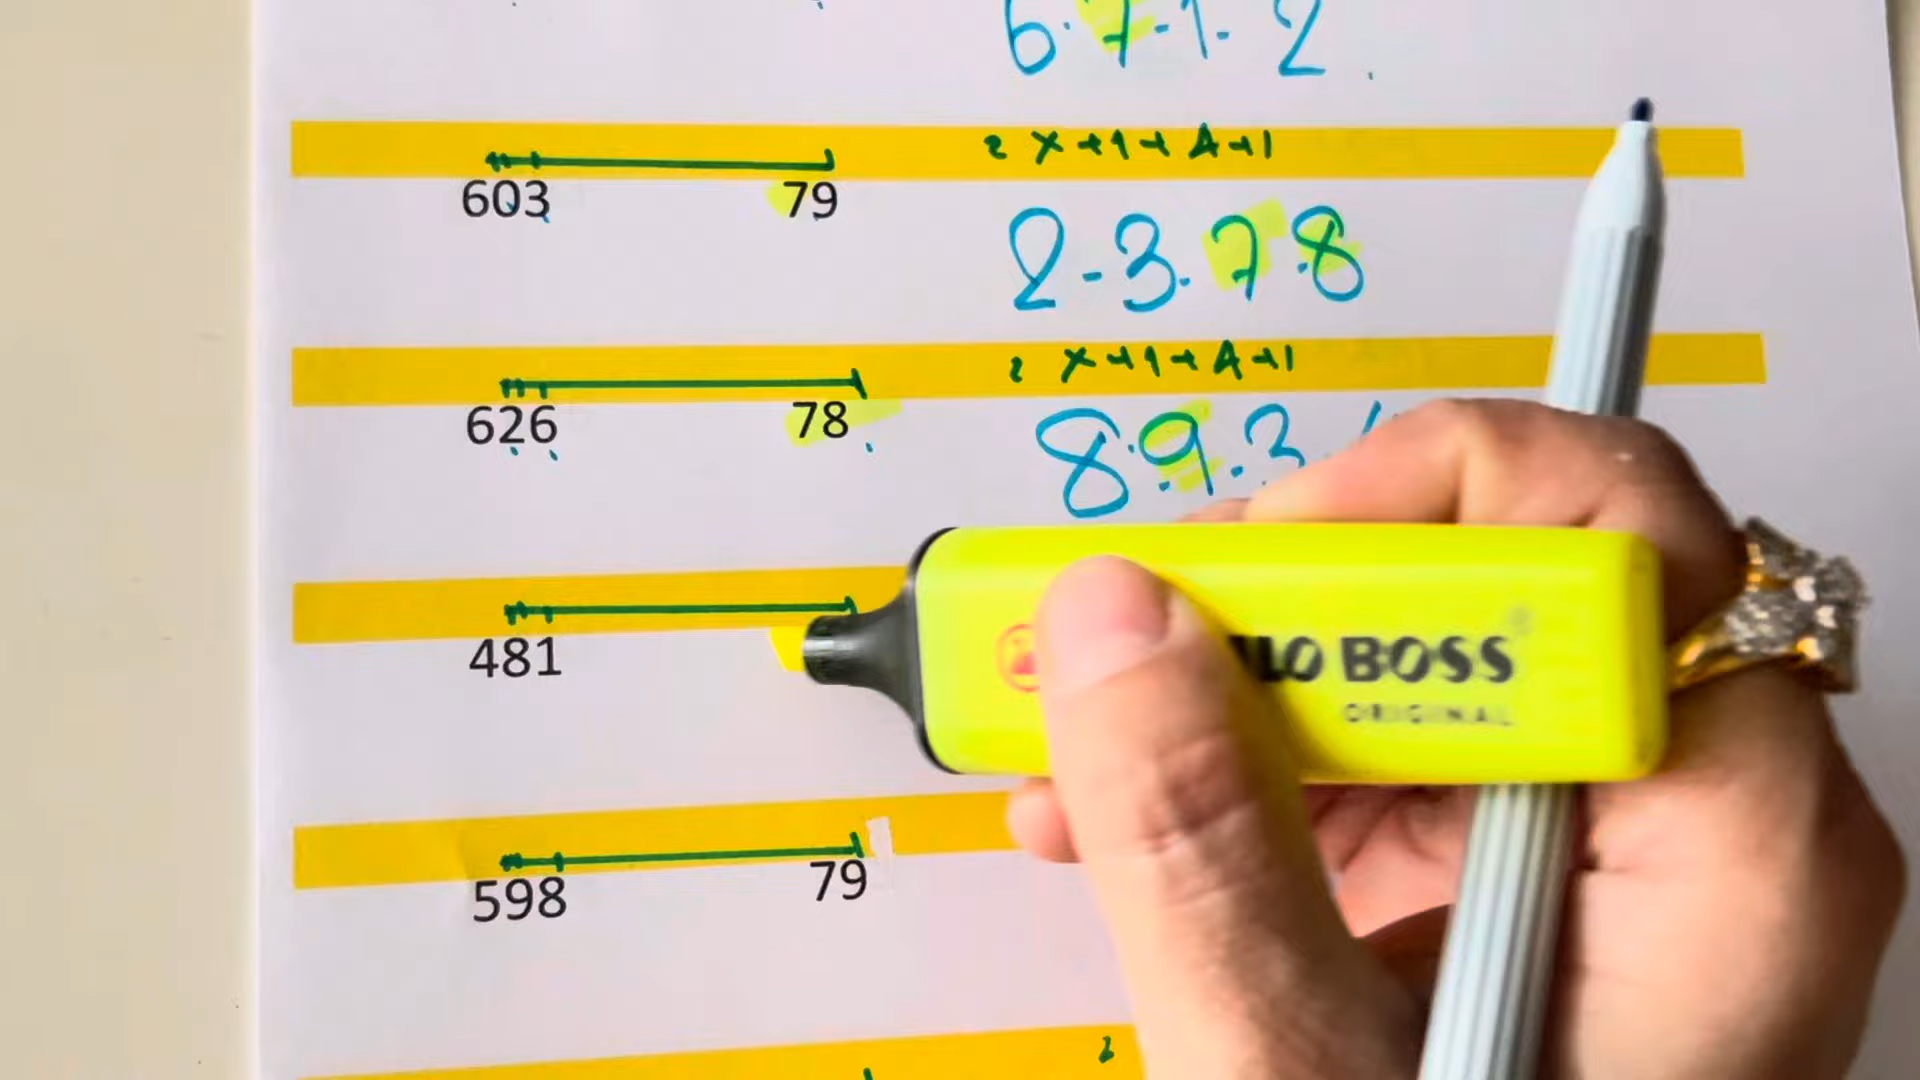 6.7-1-2.
2 x+1+A+1
603 79
2-3.7.8
2 x+1+A+1
626 78
8.9.3.
481
LO BOSS
ORIGINAL
598 79
2